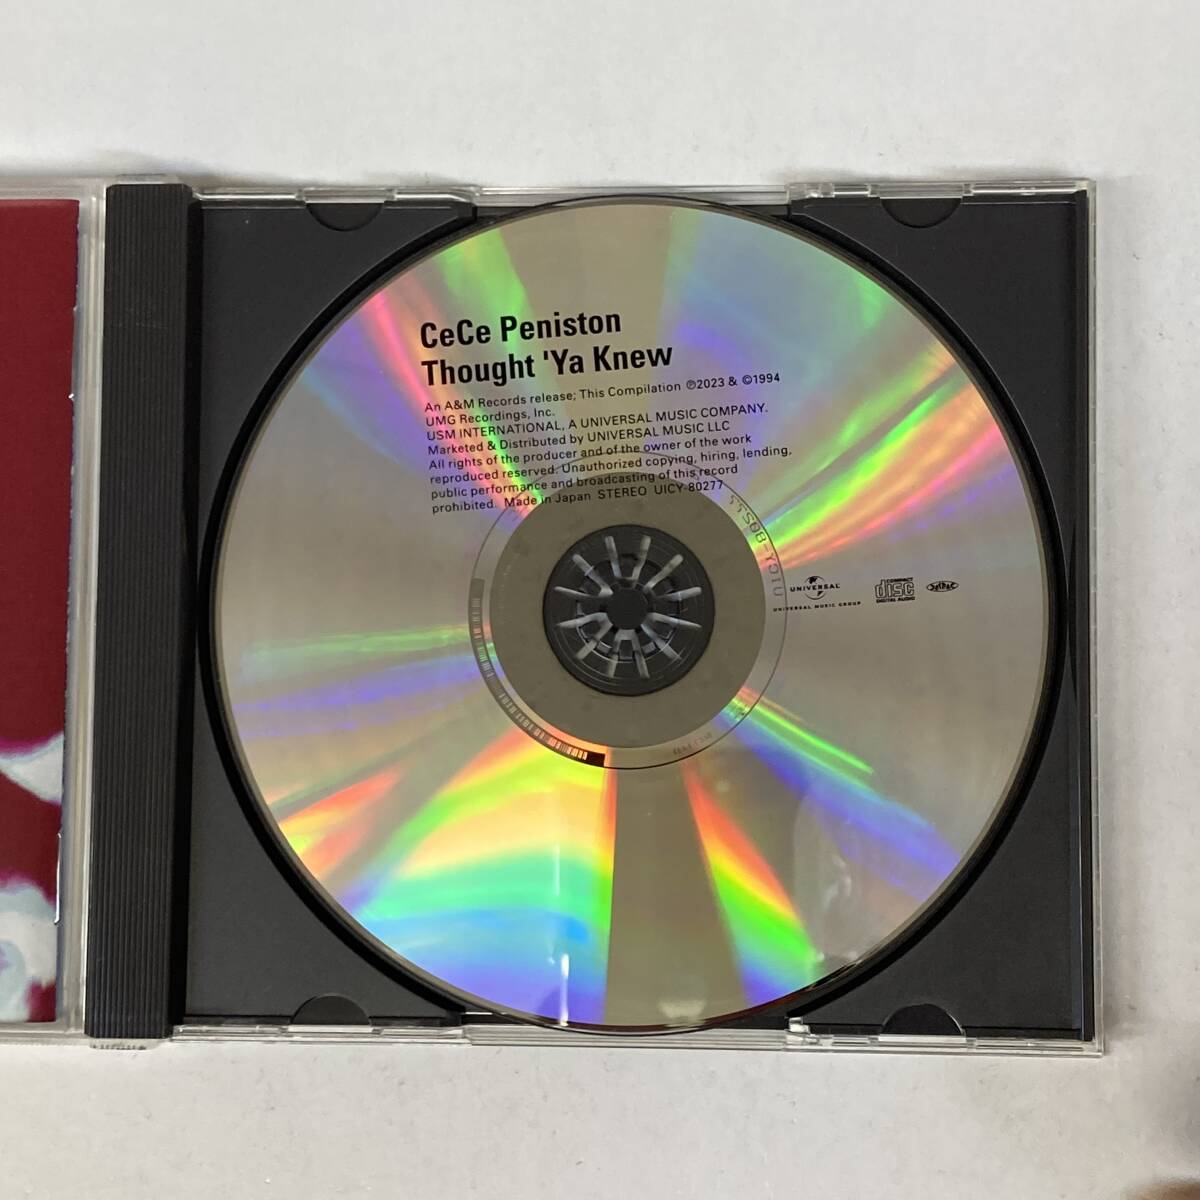 CeCe Peniston
Thought 'Ya Knew
An A&M Records release; This Compilation ℗2023 & ©1994
UMG Recordings, Inc.
USM INTERNATIONAL, A UNIVERSAL MUSIC COMPANY.
Marketed & Distributed by UNIVERSAL MUSIC LLC
All rights of the producer and of the owner of the work
reproduced reserved. Unauthorized copying, hiring, lending,
public performance and broadcasting of this record
prohibited. Made in Japan STEREO UICY-80277
UNIVERSAL
UNIVERSAL MUSIC GROUP
COMPACT
disc
DIGITAL AUDIO